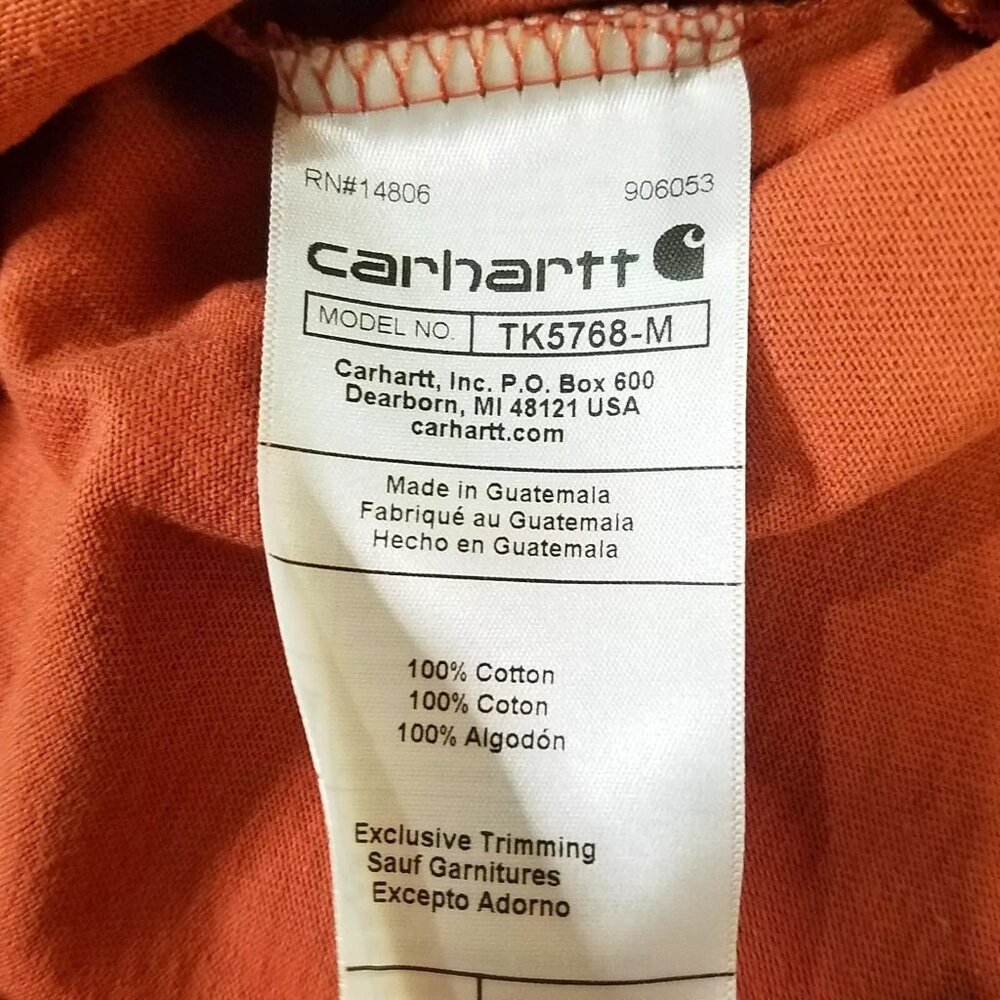 RN#14806 906053
carhartt
MODEL NO. TK5768-M
Carhartt, Inc. P.O. Box 600
Dearborn, MI 48121 USA
carhartt.com
Made in Guatemala
Fabriqué au Guatemala
Hecho en Guatemala
100% Cotton
100% Coton
100% Algodón
Exclusive Trimming
Sauf Garnitures
Excepto Adorno